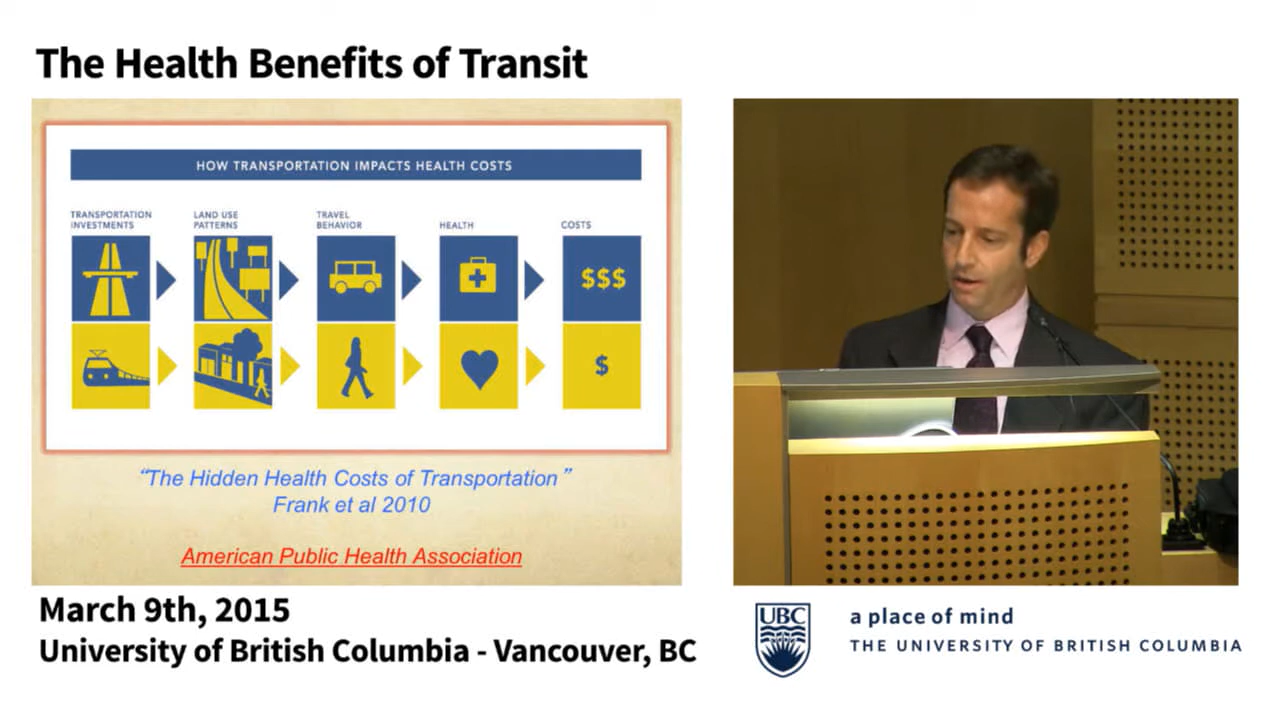 The Health Benefits of Transit
HOW TRANSPORTATION IMPACTS HEALTH COSTS
TRANSPORTATION
INVESTMENTS
LAND USE
PATTERNS
TRAVEL
BEHAVIOR
HEALTH
COSTS
$$$
$
“The Hidden Health Costs of Transportation”
Frank et al 2010
American Public Health Association
March 9th, 2015
University of British Columbia - Vancouver, BC
UBC
a place of mind
THE UNIVERSITY OF BRITISH COLUMBIA